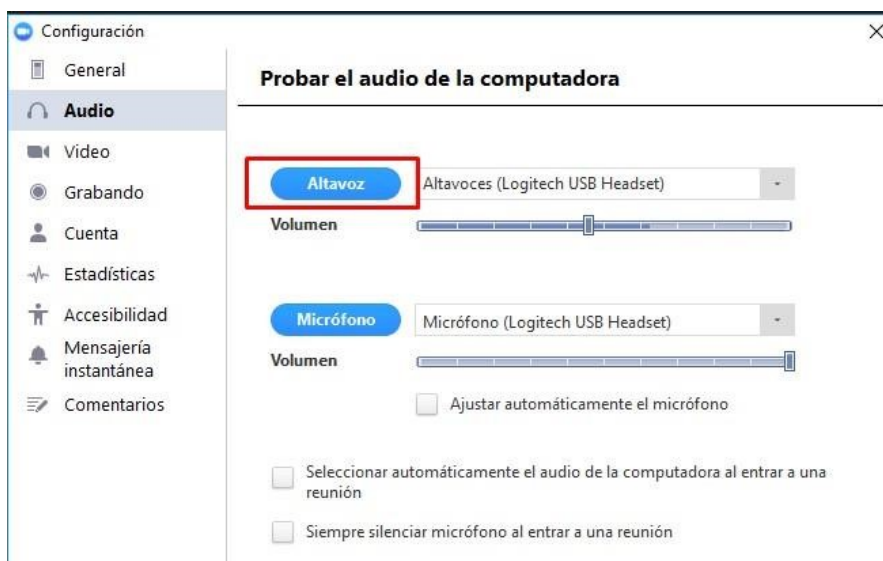 Configuración
General
Audio
Video
Grabando
Cuenta
Estadísticas
Accesibilidad
Mensajería
instantánea
Comentarios
Probar el audio de la computadora
Altavoz Altavoces (Logitech USB Headset)
Volumen
Micrófono Micrófono (Logitech USB Headset)
Volumen
Ajustar automáticamente el micrófono
Seleccionar automáticamente el audio de la computadora al entrar a una
reunión
Siempre silenciar micrófono al entrar a una reunión